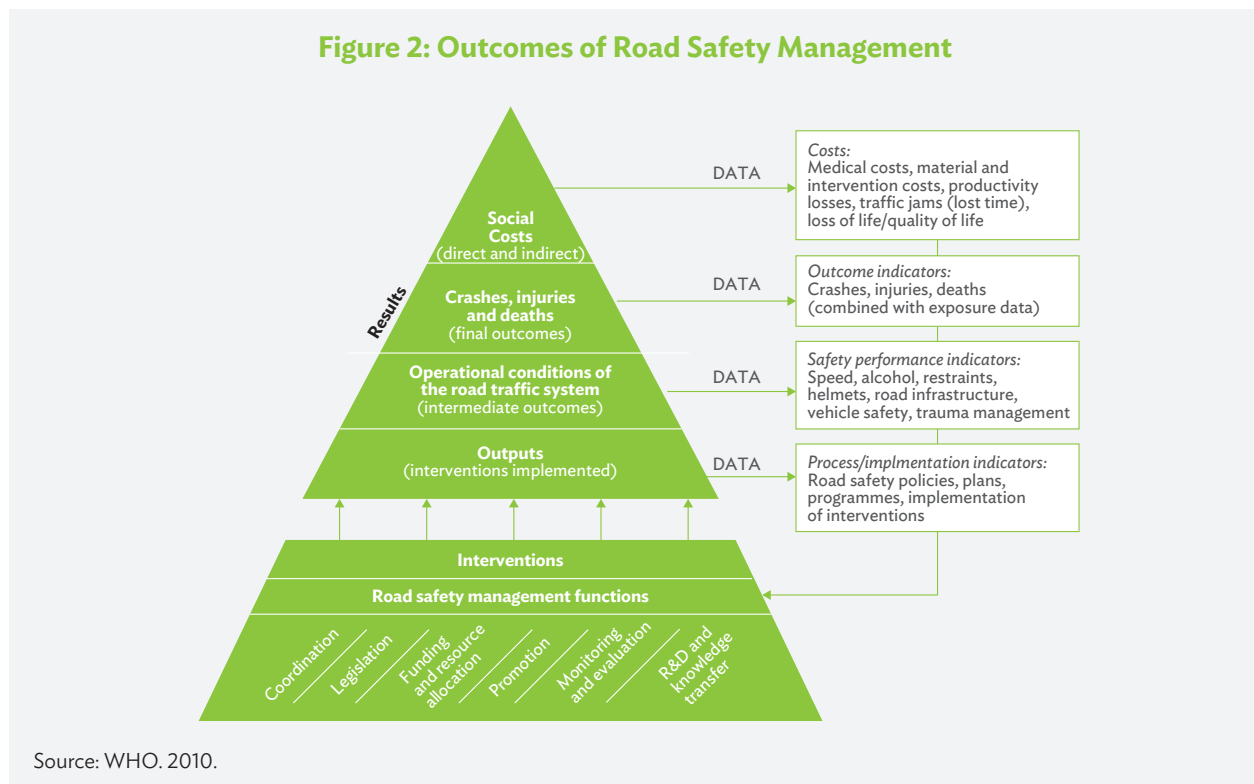 Figure 2: Outcomes of Road Safety Management
Social
Costs
(direct and indirect)
Crashes, injuries
and deaths
(final outcomes)
Operational conditions of
the road traffic system
(intermediate outcomes)
Outputs
(interventions implemented)
Results
DATA
Costs:
Medical costs, material and
intervention costs, productivity
losses, traffic jams (lost time),
loss of life/quality of life
DATA
Outcome indicators:
Crashes, injuries, deaths
(combined with exposure data)
DATA
Safety performance indicators:
Speed, alcohol, restraints,
helmets, road infrastructure,
vehicle safety, trauma management
DATA
Process/implmentation indicators:
Road safety policies, plans,
programmes, implementation
of interventions
Interventions
Road safety management functions
Coordination
Legislation
Funding
and resource
allocation
Promotion
Monitoring
and evaluation
R&D and
knowledge
transfer
Source: WHO. 2010.